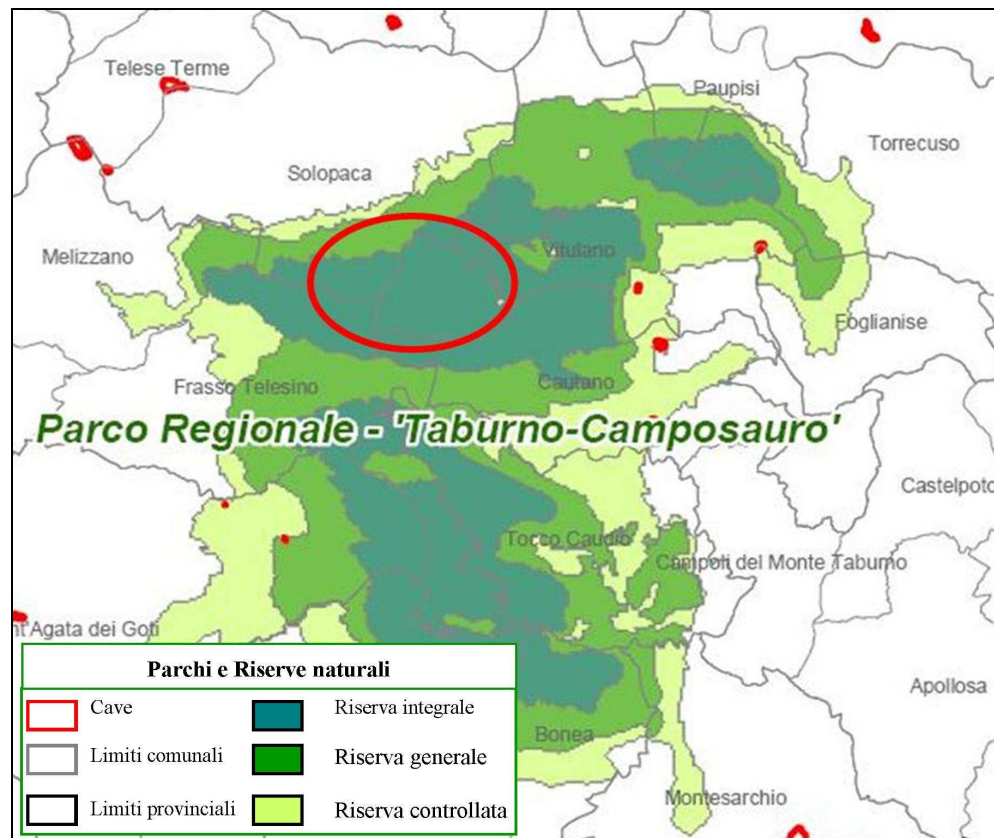 Telese Terme
Paupisi
Torrecuso
Solopaca
Melizzano
Vitulano
Foglianise
Frasso Telesino
Cautano
Parco Regionale - 'Taburno-Camposauro'
Castelpoto
Tocco Caudio
Campoli del Monte Taburno
nt'Agata dei Goti
Apollosa
Bonea
Montesarchio
Parchi e Riserve naturali
Cave
Riserva integrale
Limiti comunali
Riserva generale
Limiti provinciali
Riserva controllata